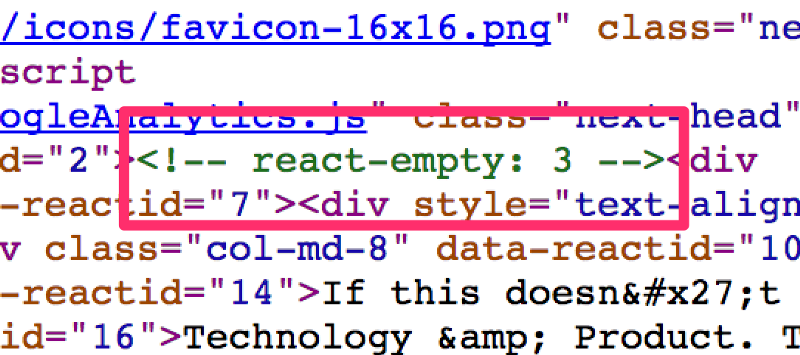 /icons/favicon-16x16.png" class="ne
script
ogleAnalytics.js" class="next-head"
d="2"><!-- react-empty: 3 --><div
-reactid="7"><div style="text-align
v class="col-md-8" data-reactid="10
-reactid="14">If this doesn&#x27;t
id="16">Technology &amp; Product. T